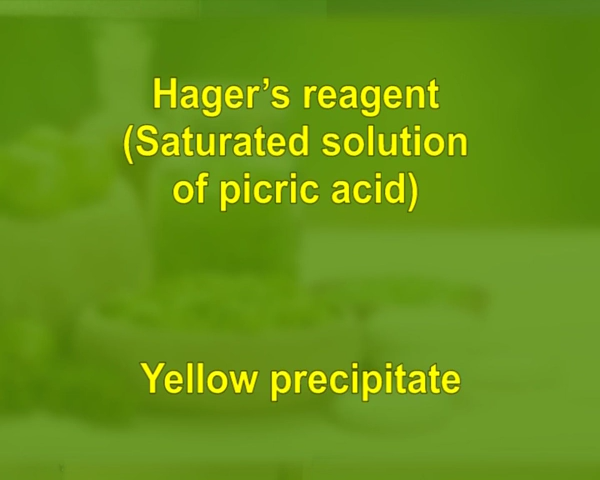 Hager’s reagent
(Saturated solution
of picric acid)
Yellow precipitate